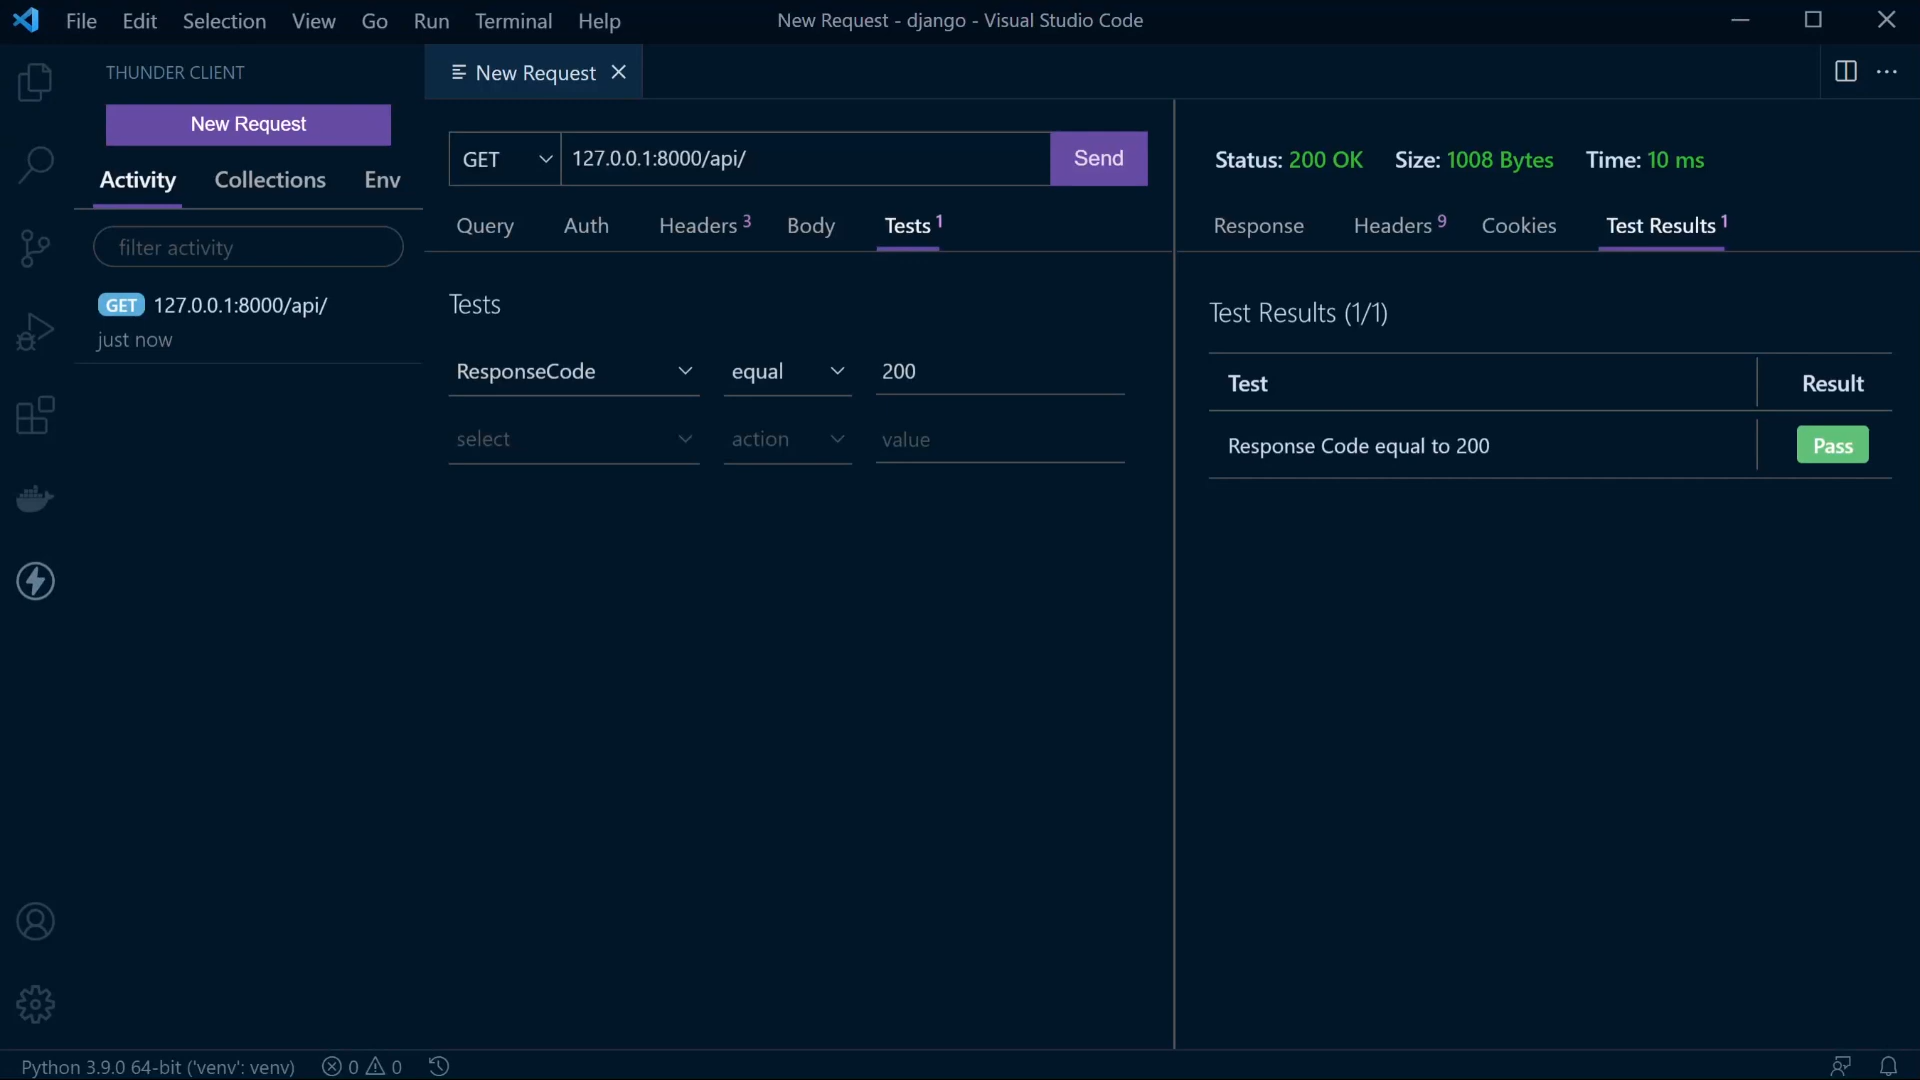 File Edit Selection View Go Run Terminal Help New Request - django - Visual Studio Code
THUNDER CLIENT
New Request
Activity Collections Env
filter activity
GET 127.0.0.1:8000/api/
just now
New Request
GET 127.0.0.1:8000/api/ Send
Query Auth Headers 3 Body Tests 1
Tests
ResponseCode equal 200
select action value
Status: 200 OK Size: 1008 Bytes Time: 10 ms
Response Headers 9 Cookies Test Results 1
Test Results (1/1)
Test Result
Response Code equal to 200 Pass
Python 3.9.0 64-bit ('venv': venv) 0 0